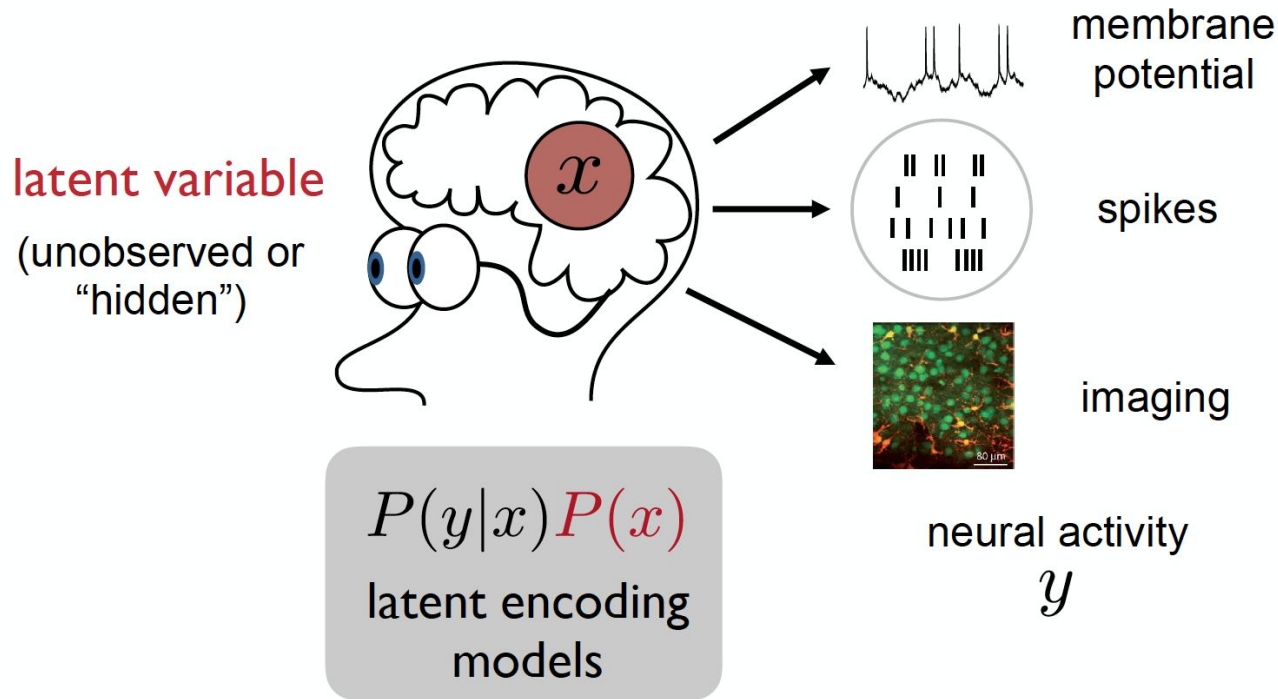 latent variable
(unobserved or
“hidden”)
x
membrane
potential
spikes
imaging
80 μm
neural activity
y
P(y|x)P(x)
latent encoding
models